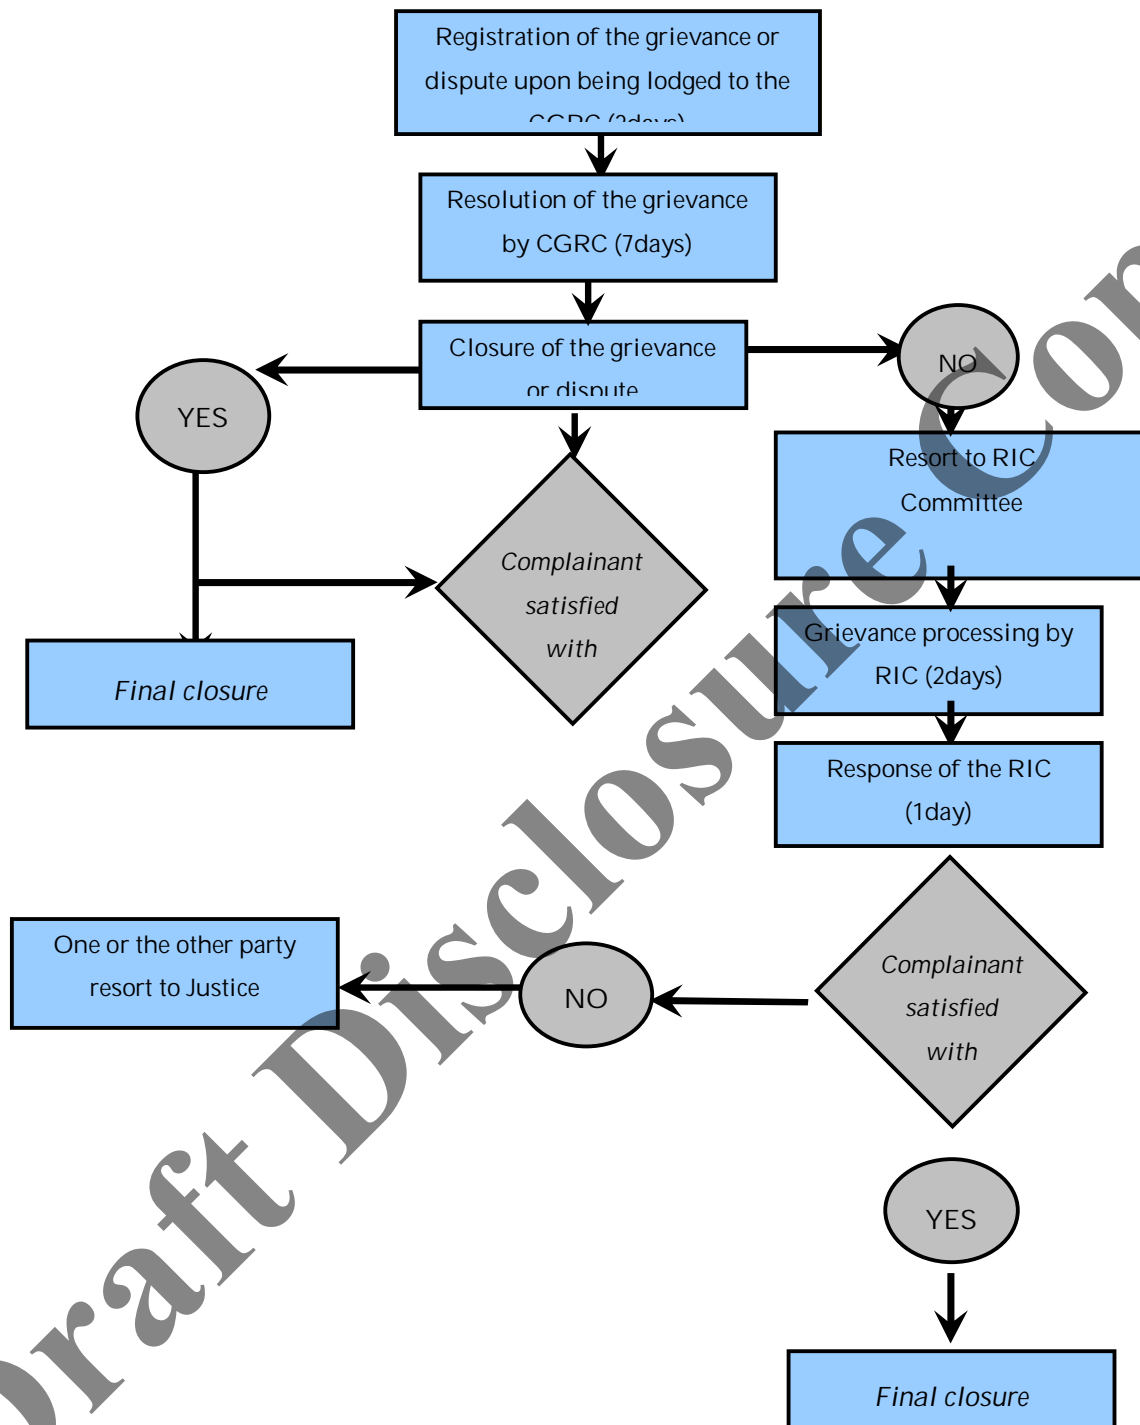 Registration of the grievance or
dispute upon being lodged to the
CGRC
Resolution of the grievance
by CGRC (7days)
Closure of the grievance
or dispute
YES
NO
Complainant
satisfied
with
Final closure
Resort to RIC
Committee
Grievance processing by
RIC (2days)
Response of the RIC
(1day)
Complainant
satisfied
with
NO
One or the other party
resort to Justice
YES
Final closure
Draft Disclosure